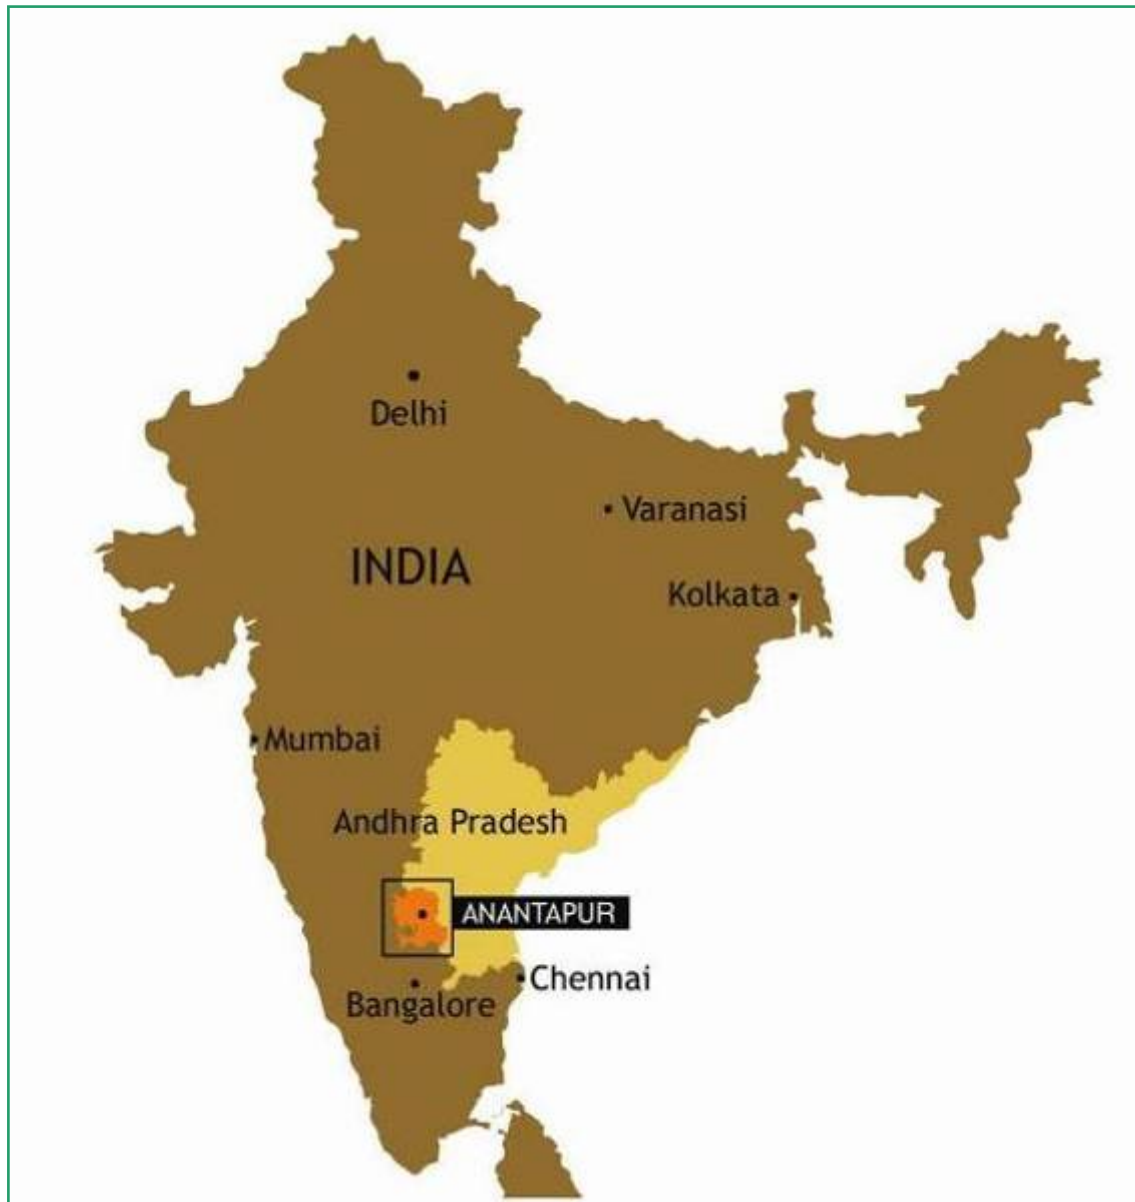 Delhi
Varanasi
INDIA
Kolkata
Mumbai
Andhra Pradesh
ANANTAPUR
Chennai
Bangalore